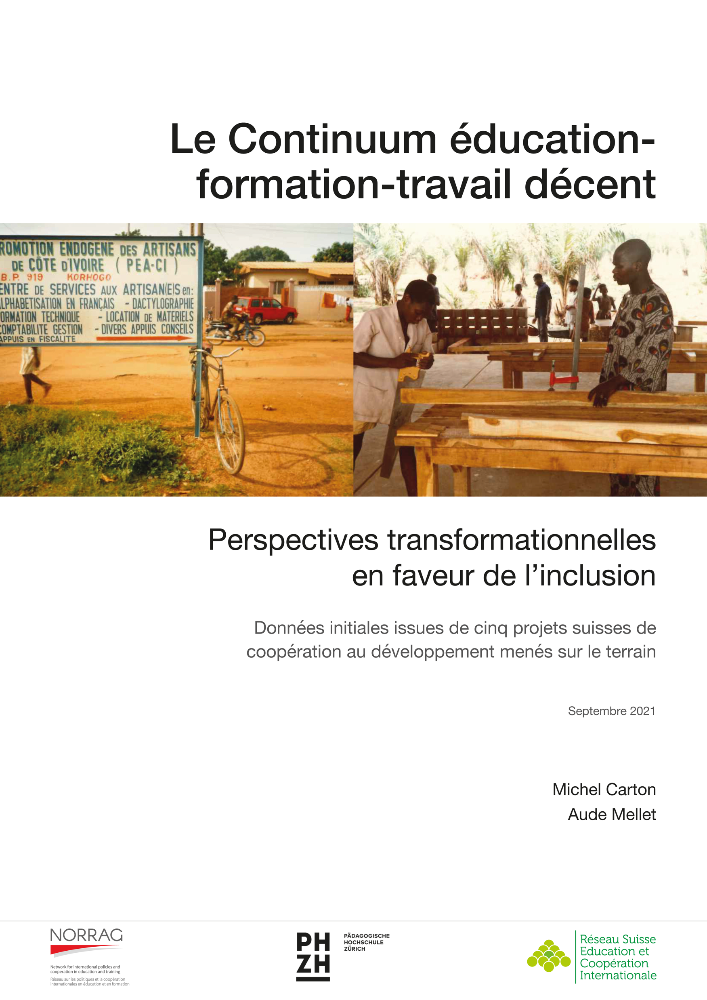 Le Continuum éducation-
formation-travail décent
ROMOTION ENDOGENE DES ARTISANS
DE CÔTE D'IVOIRE ( PEA-CI )
B.P. 919 KORHOGO
ENTRE DE SERVICES AUX ARTISAN(E)S en:
LPHABETISATION EN FRANÇAIS - DACTYLOGRAPHIE
ORMATION TECHNIQUE - LOCATION DE MATERIELS
COMPTABILITE GESTION - DIVERS APPUIS CONSEILS
APPUIS EN FISCALITE
Perspectives transformationnelles
en faveur de l’inclusion
Données initiales issues de cinq projets suisses de
coopération au développement menés sur le terrain
Septembre 2021
Michel Carton
Aude Mellet
NORRAG
Network for international policies and
cooperation in education and training
Réseau sur les politiques et la coopération
internationales en éducation et en formation
PH
ZH
PÄDAGOGISCHE
HOCHSCHULE
ZÜRICH
Réseau Suisse
Education et
Coopération
Internationale